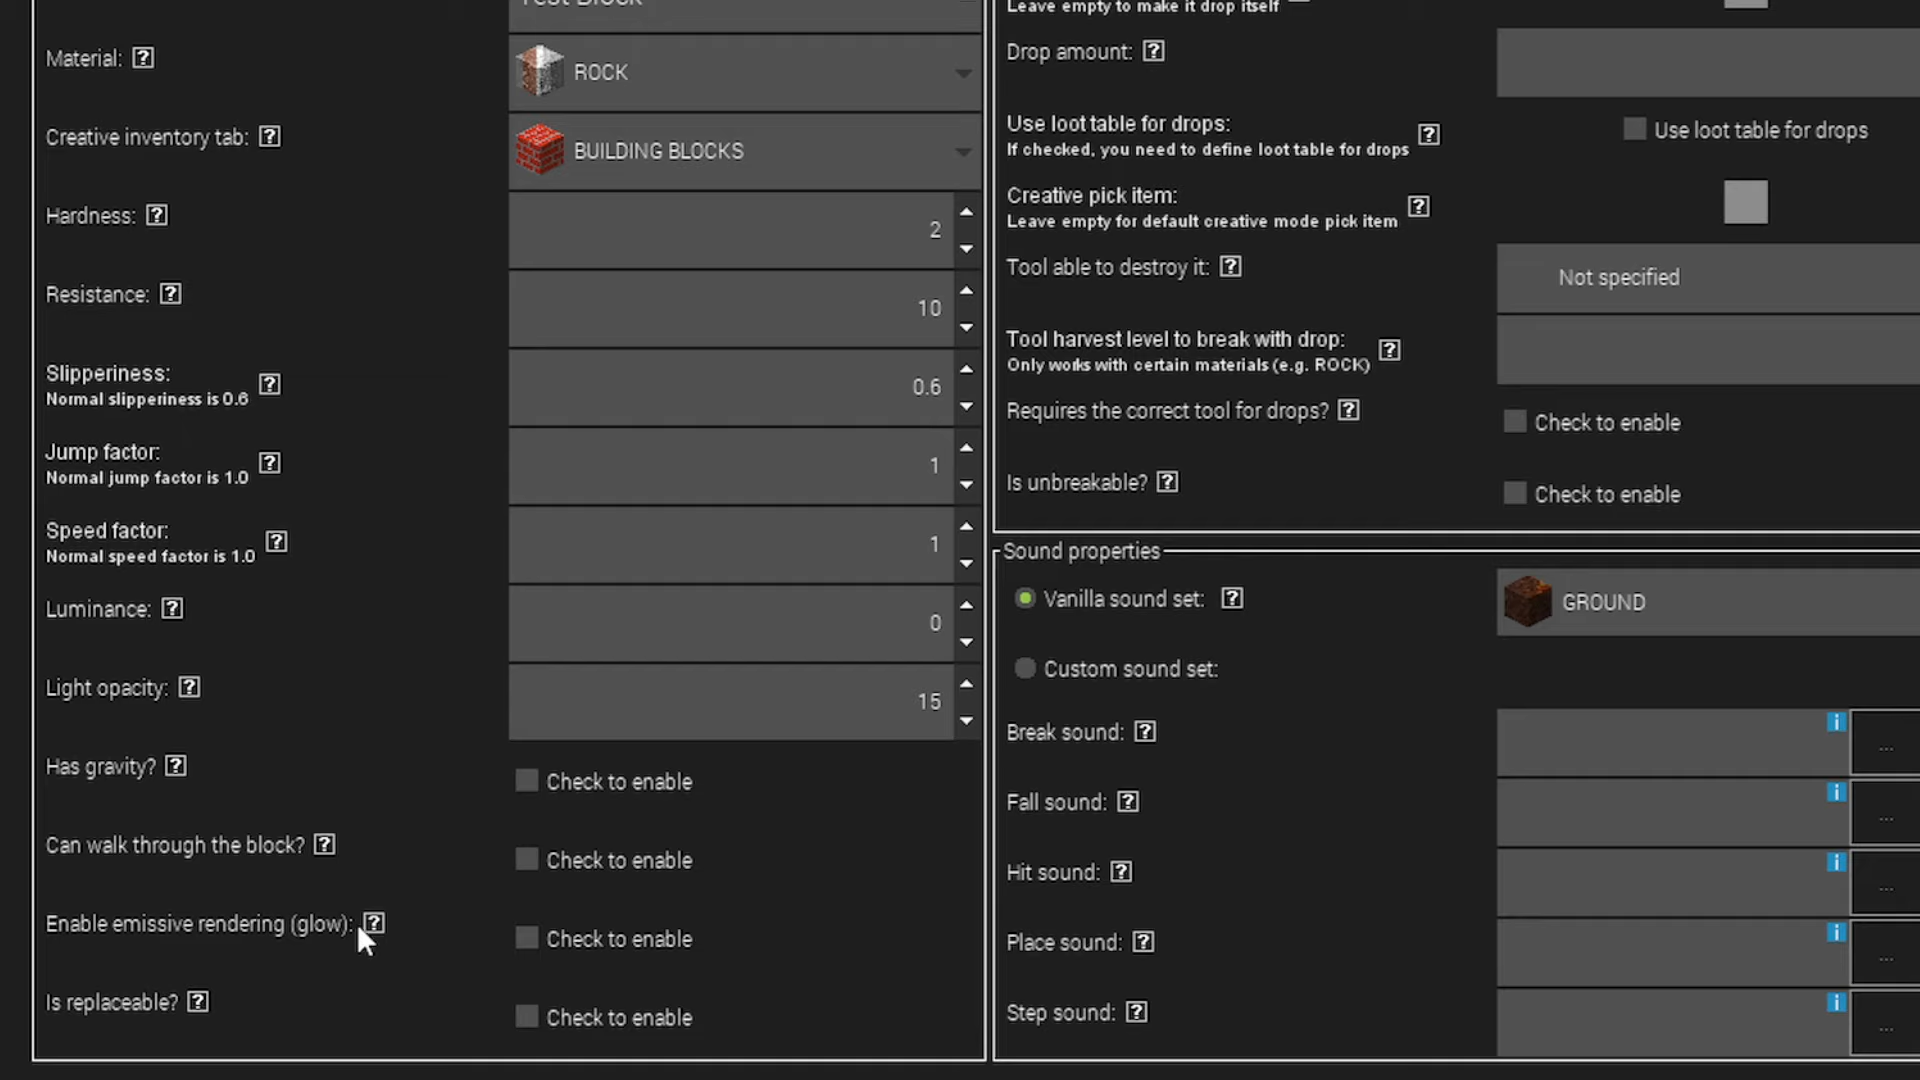 Test Block
Material: ?
ROCK
Creative inventory tab: ?
BUILDING BLOCKS
Hardness: ?
2
Resistance: ?
10
Slipperiness:
Normal slipperiness is 0.6 ?
0.6
Jump factor:
Normal jump factor is 1.0 ?
1
Speed factor:
Normal speed factor is 1.0 ?
1
Luminance: ?
0
Light opacity: ?
15
Has gravity? ?
Check to enable
Can walk through the block? ?
Check to enable
Enable emissive rendering (glow): ?
Check to enable
Is replaceable? ?
Check to enable
Leave empty to make it drop itself
Drop amount: ?
Use loot table for drops:
If checked, you need to define loot table for drops ?
Use loot table for drops
Creative pick item:
Leave empty for default creative mode pick item ?
Tool able to destroy it: ?
Not specified
Tool harvest level to break with drop:
Only works with certain materials (e.g. ROCK) ?
Requires the correct tool for drops? ?
Check to enable
Is unbreakable? ?
Check to enable
Sound properties
Vanilla sound set: ?
GROUND
Custom sound set:
Break sound: ?
i ...
Fall sound: ?
i ...
Hit sound: ?
i ...
Place sound: ?
i ...
Step sound: ?
i ...